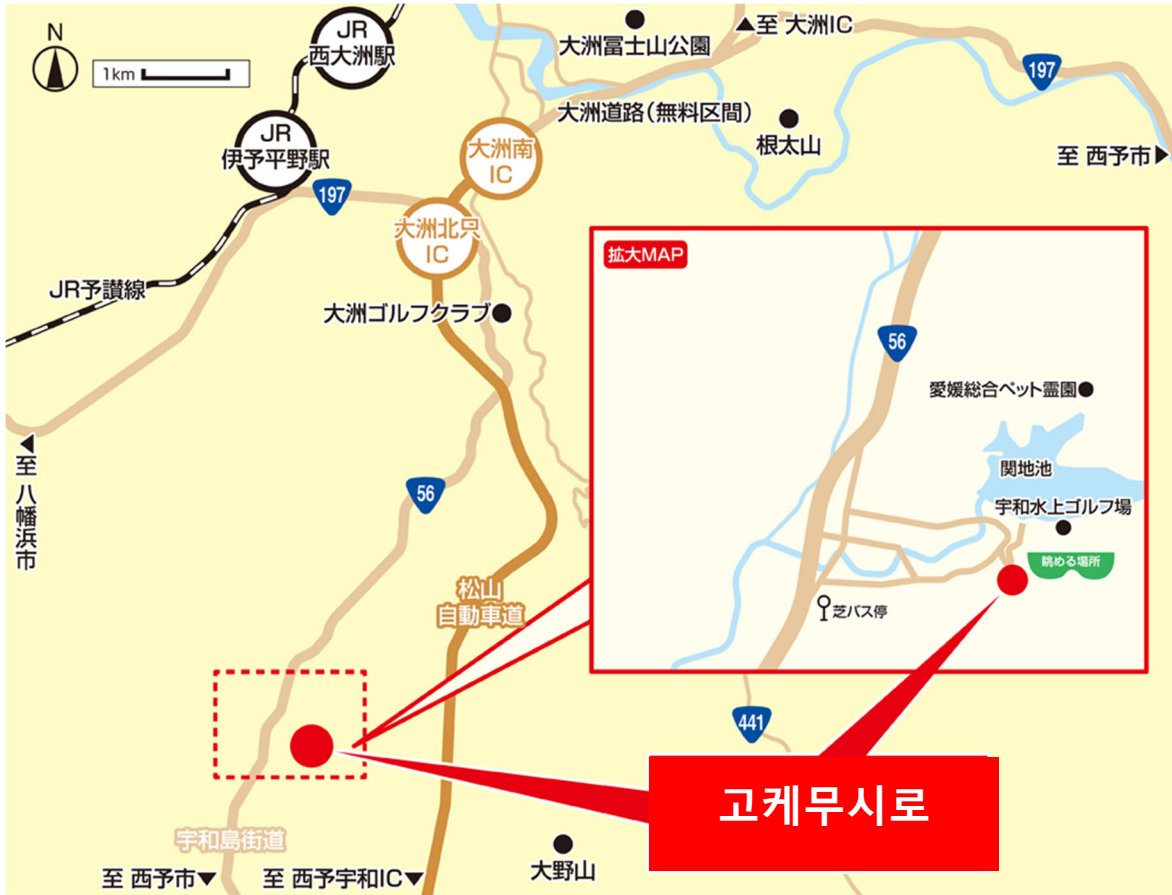 N
1km
JR
西大洲駅
大洲冨士山公園
▲至 大洲IC
197
大洲道路(無料区間)
根太山
至 西予市▶
JR
伊予平野駅
大洲南
IC
197
大洲北只
IC
JR予讃線
大洲ゴルフクラブ
◀至 八幡浜市
56
松山
自動車道
拡大MAP
56
愛媛総合ペット霊園
関地池
宇和水上ゴルフ場
眺める場所
芝バス停
441
고케무시로
宇和島街道
至 西予市▼
至 西予宇和IC▼
大野山